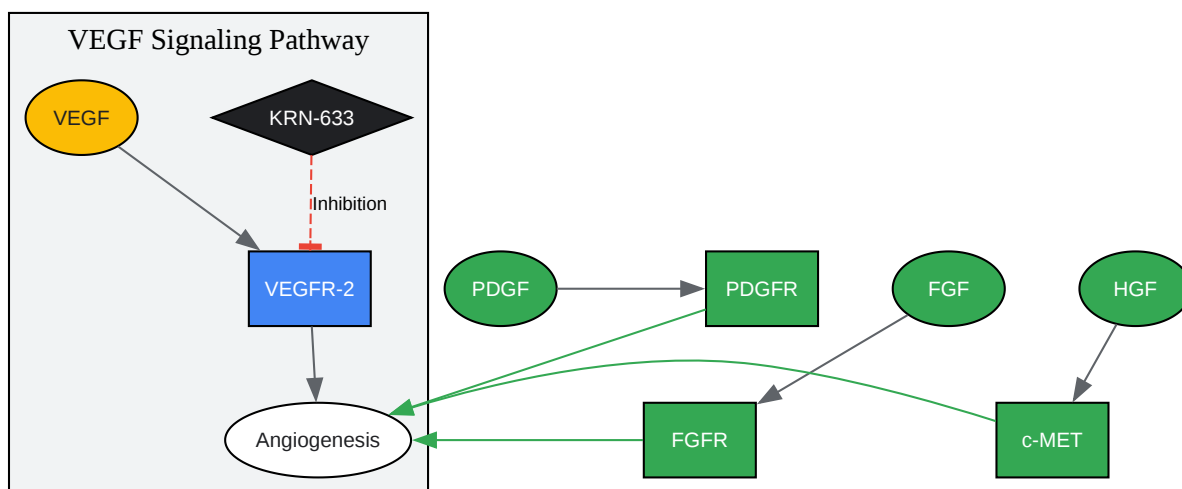 VEGF Signaling Pathway
VEGF
KRN-633
Inhibition
VEGFR-2
PDGF
PDGFR
FGF
HGF
Angiogenesis
FGFR
c-MET